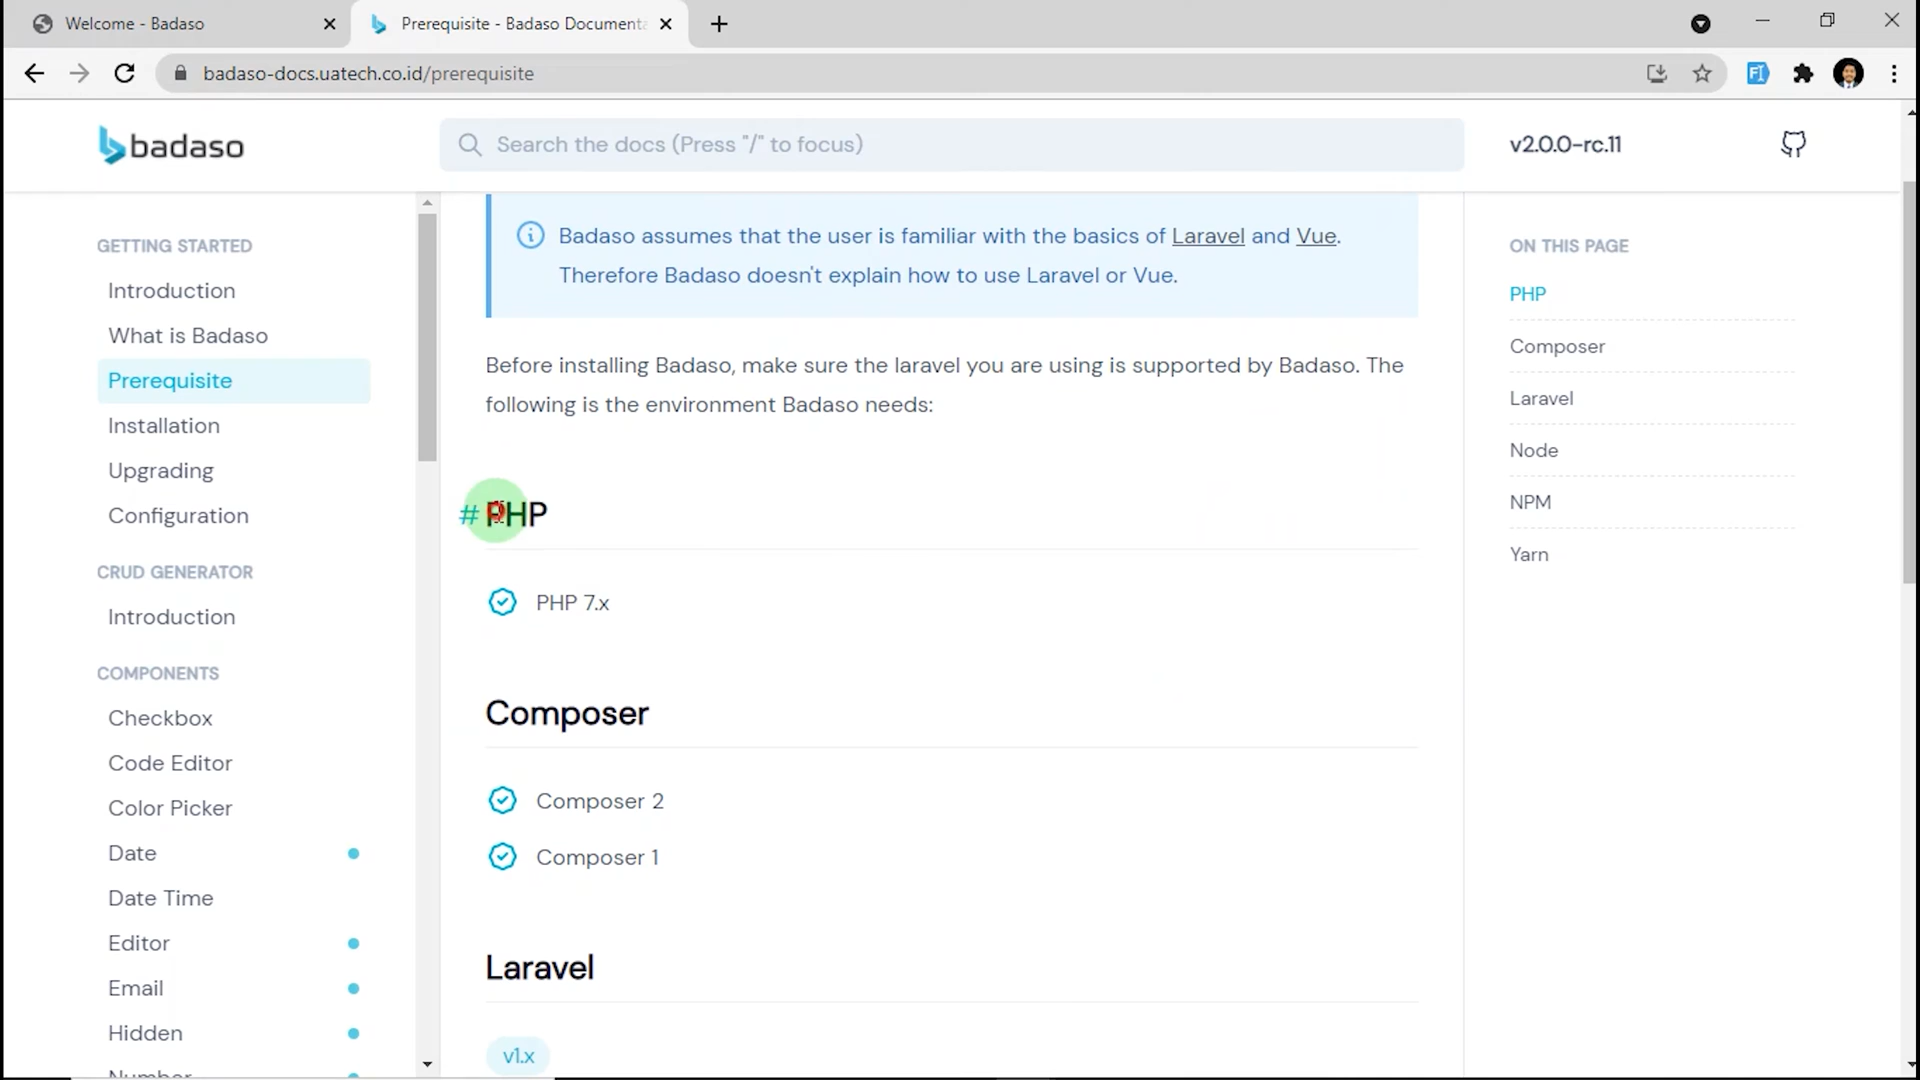 Welcome - Badaso
Prerequisite - Badaso Documenta
badaso-docs.uatech.co.id/prerequisite
badaso
Search the docs (Press "/" to focus)
v2.0.0-rc.11
GETTING STARTED
Introduction
What is Badaso
Prerequisite
Installation
Upgrading
Configuration
CRUD GENERATOR
Introduction
COMPONENTS
Checkbox
Code Editor
Color Picker
Date
Date Time
Editor
Email
Hidden
Number
Badaso assumes that the user is familiar with the basics of Laravel and Vue.
Therefore Badaso doesn't explain how to use Laravel or Vue.
Before installing Badaso, make sure the laravel you are using is supported by Badaso. The
following is the environment Badaso needs:
# PHP
PHP 7.x
Composer
Composer 2
Composer 1
Laravel
v1.x
ON THIS PAGE
PHP
Composer
Laravel
Node
NPM
Yarn